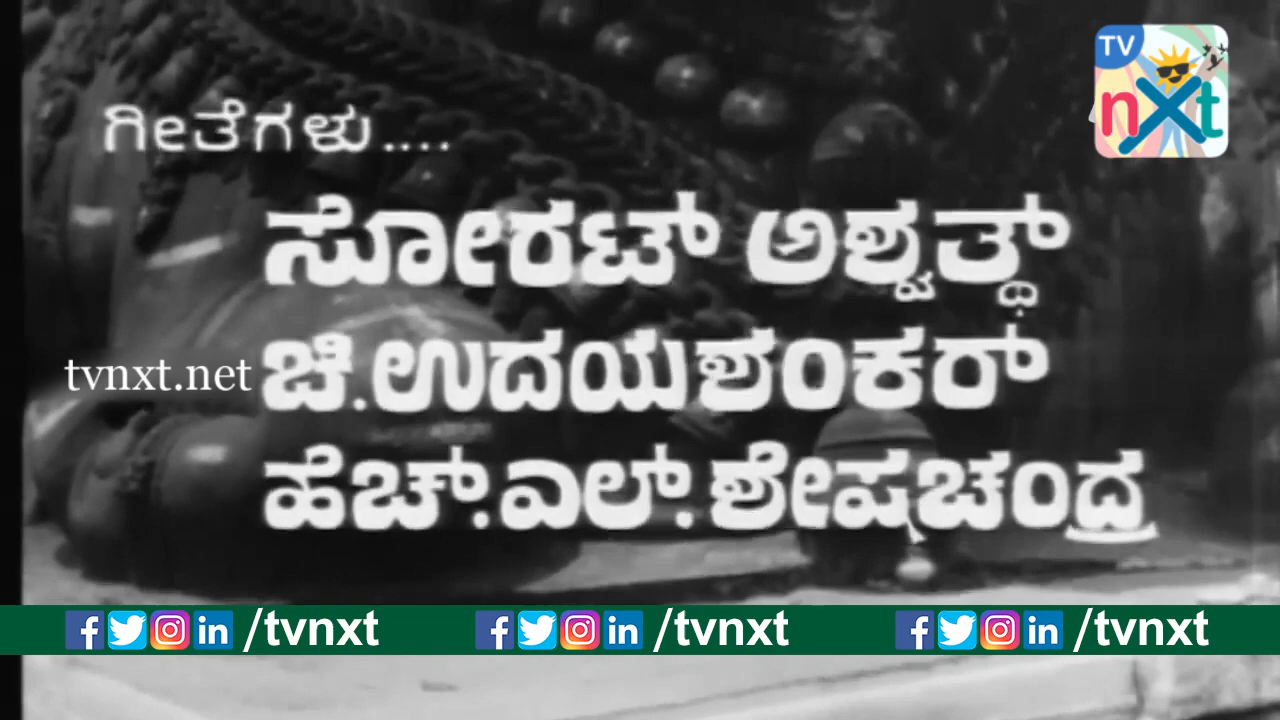 TV
nxt
ಗೀತೆಗಳು....
ಸೋರಟ್ ಅಶ್ವತ್ಥ್
tvnxt.net ಚಿ.ಉದಯಶಂಕರ್
ಹೆಚ್.ಎಲ್.ಶೇಷಚಂದ್ರ
/tvnxt /tvnxt /tvnxt